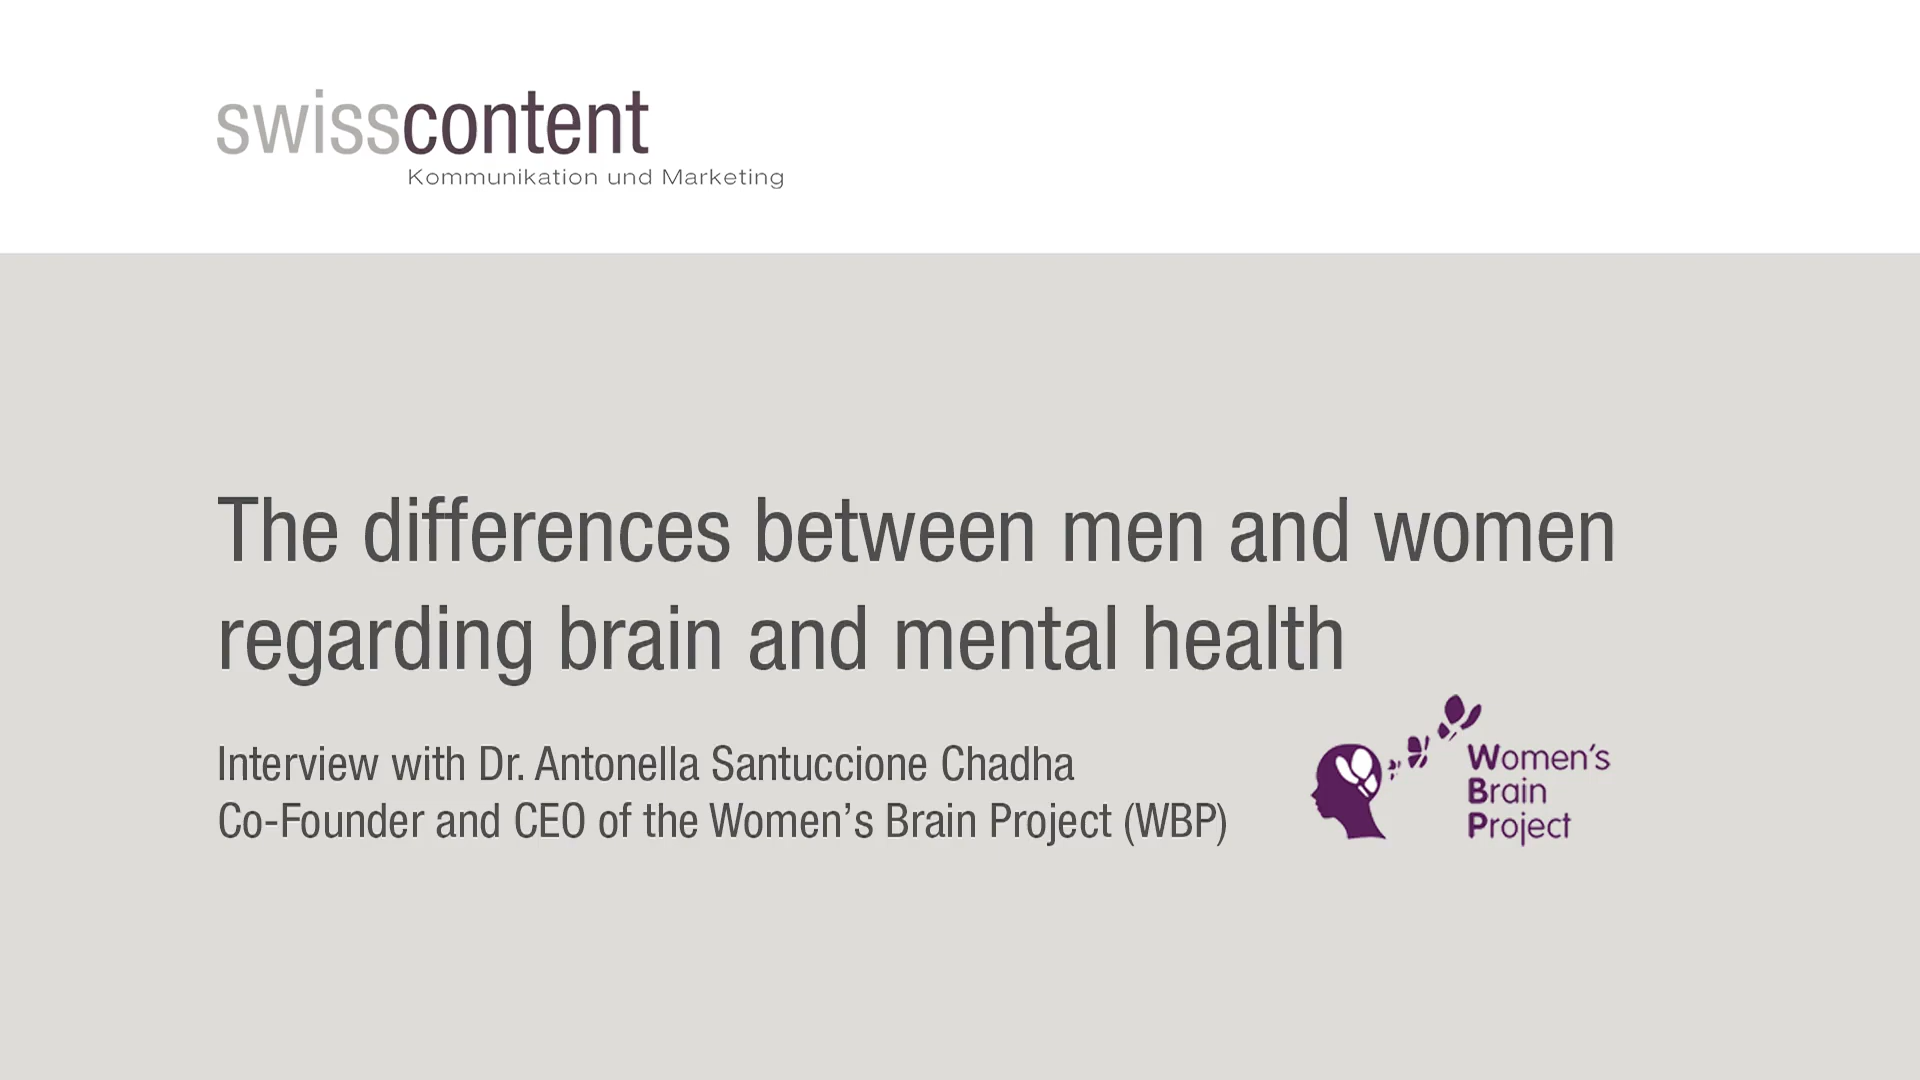 swisscontent
Kommunikation und Marketing
The differences between men and women
regarding brain and mental health
Interview with Dr. Antonella Santuccione Chadha
Co-Founder and CEO of the Women’s Brain Project (WBP)
Women's
Brain
Project